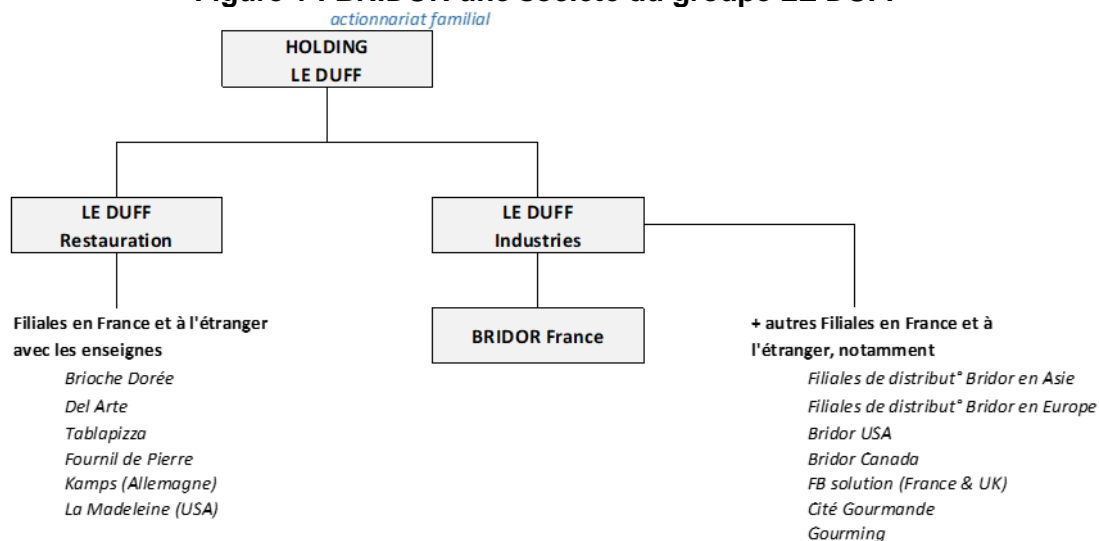 actionnariat familial
HOLDING
LE DUFF
LE DUFF
Restauration
LE DUFF
Industries
Filiales en France et à l'étranger
avec les enseignes
Brioche Dorée
Del Arte
Tablapizza
Fournil de Pierre
Kamps (Allemagne)
La Madeleine (USA)
BRIDOR France
+ autres Filiales en France et à
l'étranger, notamment
Filiales de distribut° Bridor en Asie
Filiales de distribut° Bridor en Europe
Bridor USA
Bridor Canada
FB solution (France & UK)
Cité Gourmande
Gourming